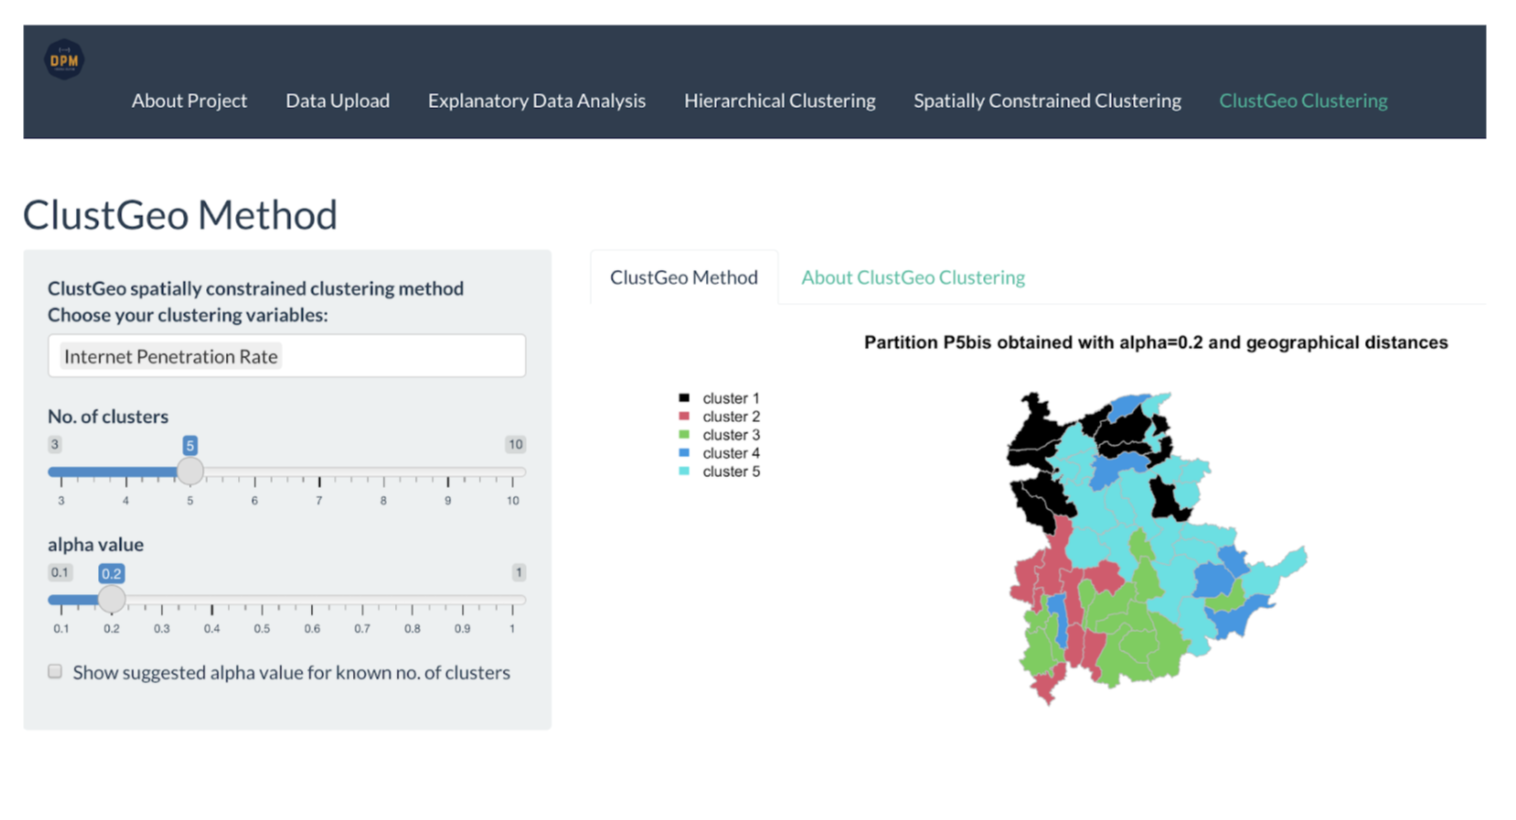 DPM
About Project Data Upload Explanatory Data Analysis Hierarchical Clustering Spatially Constrained Clustering ClustGeo Clustering
ClustGeo Method
ClustGeo spatially constrained clustering method
Choose your clustering variables:
Internet Penetration Rate
No. of clusters
3 5 10
3 4 5 6 7 8 9 10
alpha value
0.1 0.2 1
0.1 0.2 0.3 0.4 0.5 0.6 0.7 0.8 0.9 1
Show suggested alpha value for known no. of clusters
ClustGeo Method About ClustGeo Clustering
Partition P5bis obtained with alpha=0.2 and geographical distances
cluster 1
cluster 2
cluster 3
cluster 4
cluster 5